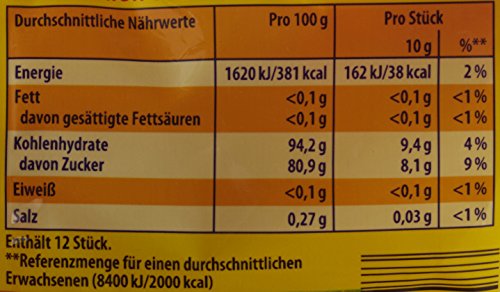 Durchschnittliche Nährwerte Pro 100 g Pro Stück
10 g %**
Energie 1620 kJ/381 kcal 162 kJ/38 kcal 2 %
Fett <0,1 g <0,1 g <1 %
davon gesättigte Fettsäuren <0,1 g <0,1 g <1 %
Kohlenhydrate 94,2 g 9,4 g 4 %
davon Zucker 80,9 g 8,1 g 9 %
Eiweiß <0,1 g <0,1 g <1 %
Salz 0,27 g 0,03 g <1 %
Enthält 12 Stück.
**Referenzmenge für einen durchschnittlichen
Erwachsenen (8400 kJ/2000 kcal)